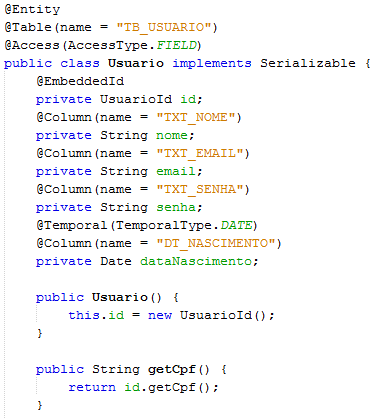 @Entity
@Table(name = "TB_USUARIO")
@Access(AccessType.FIELD)
public class Usuario implements Serializable {
    @EmbeddedId
    private UsuarioId id;
    @Column(name = "TXT_NOME")
    private String nome;
    @Column(name = "TXT_EMAIL")
    private String email;
    @Column(name = "TXT_SENHA")
    private String senha;
    @Temporal(TemporalType.DATE)
    @Column(name = "DT_NASCIMENTO")
    private Date dataNascimento;

    public Usuario() {
        this.id = new UsuarioId();
    }

    public String getCpf() {
        return id.getCpf();
    }